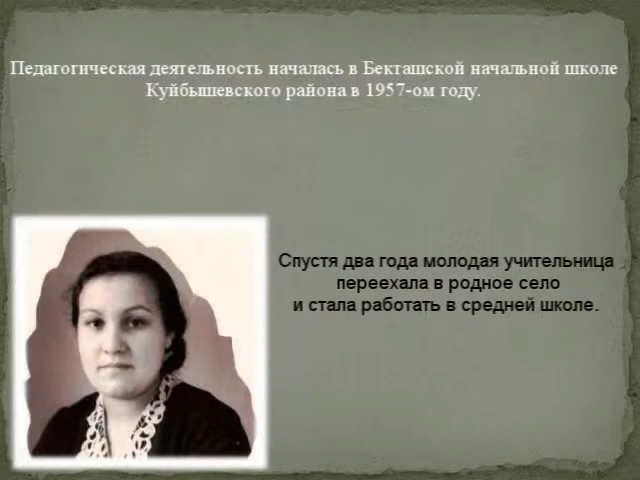 Педагогическая деятельность началась в Бекташской начальной школе
Куйбышевского района в 1957-ом году.
Спустя два года молодая учительница
переехала в родное село
и стала работать в средней школе.